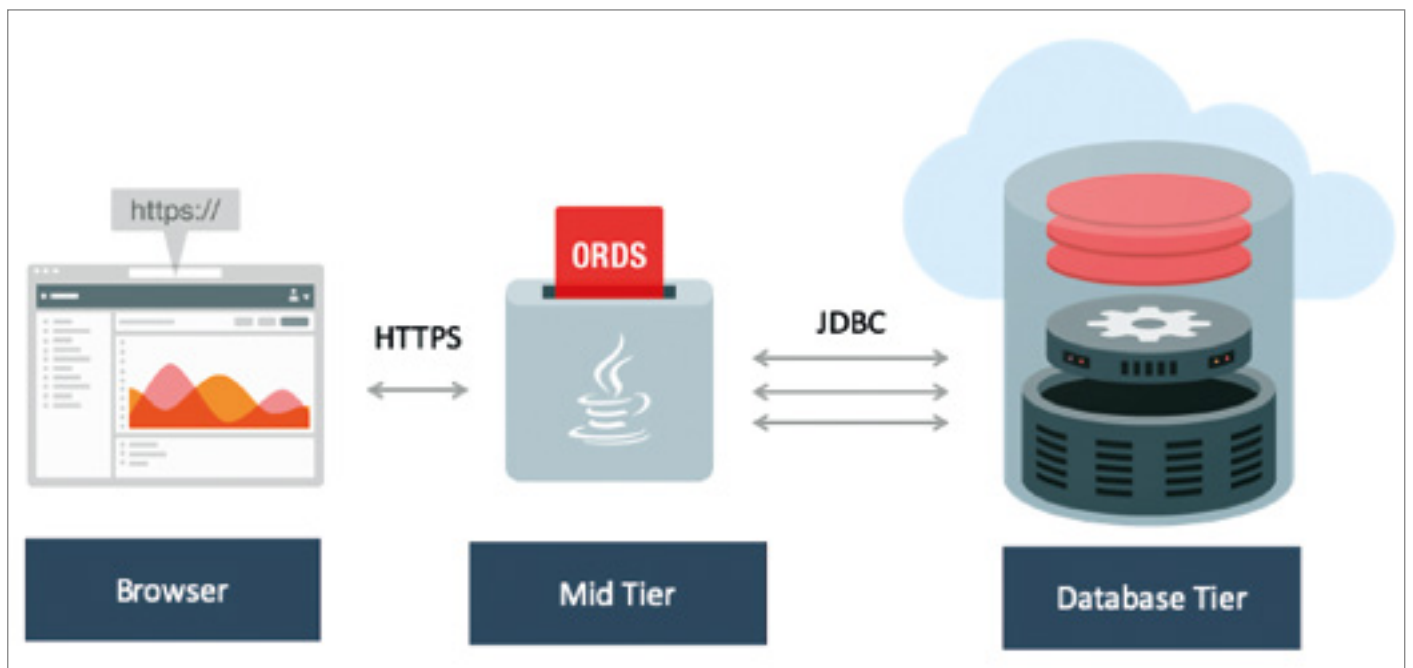 https://
ORDS
HTTPS
JDBC
Browser
Mid Tier
Database Tier